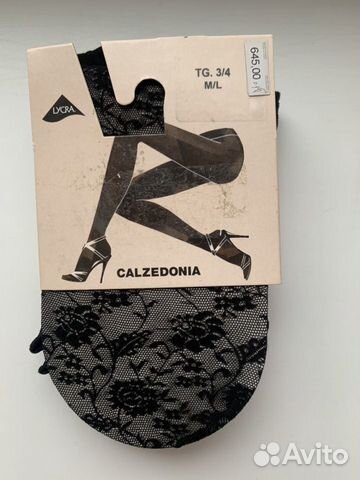 LYCRA
TG. 3/4
M/L
645,00
CALZEDONIA
Avito